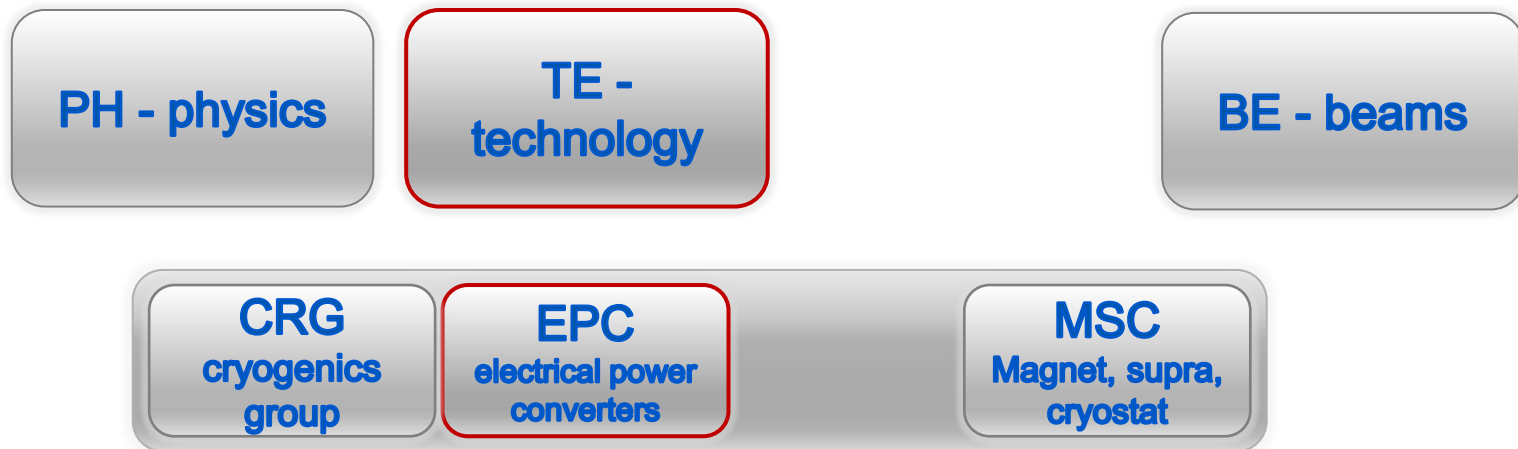 PH - physics
TE -
technology
BE - beams
CRG
cryogenics
group
EPC
electrical power
converters
MSC
Magnet, supra,
cryostat